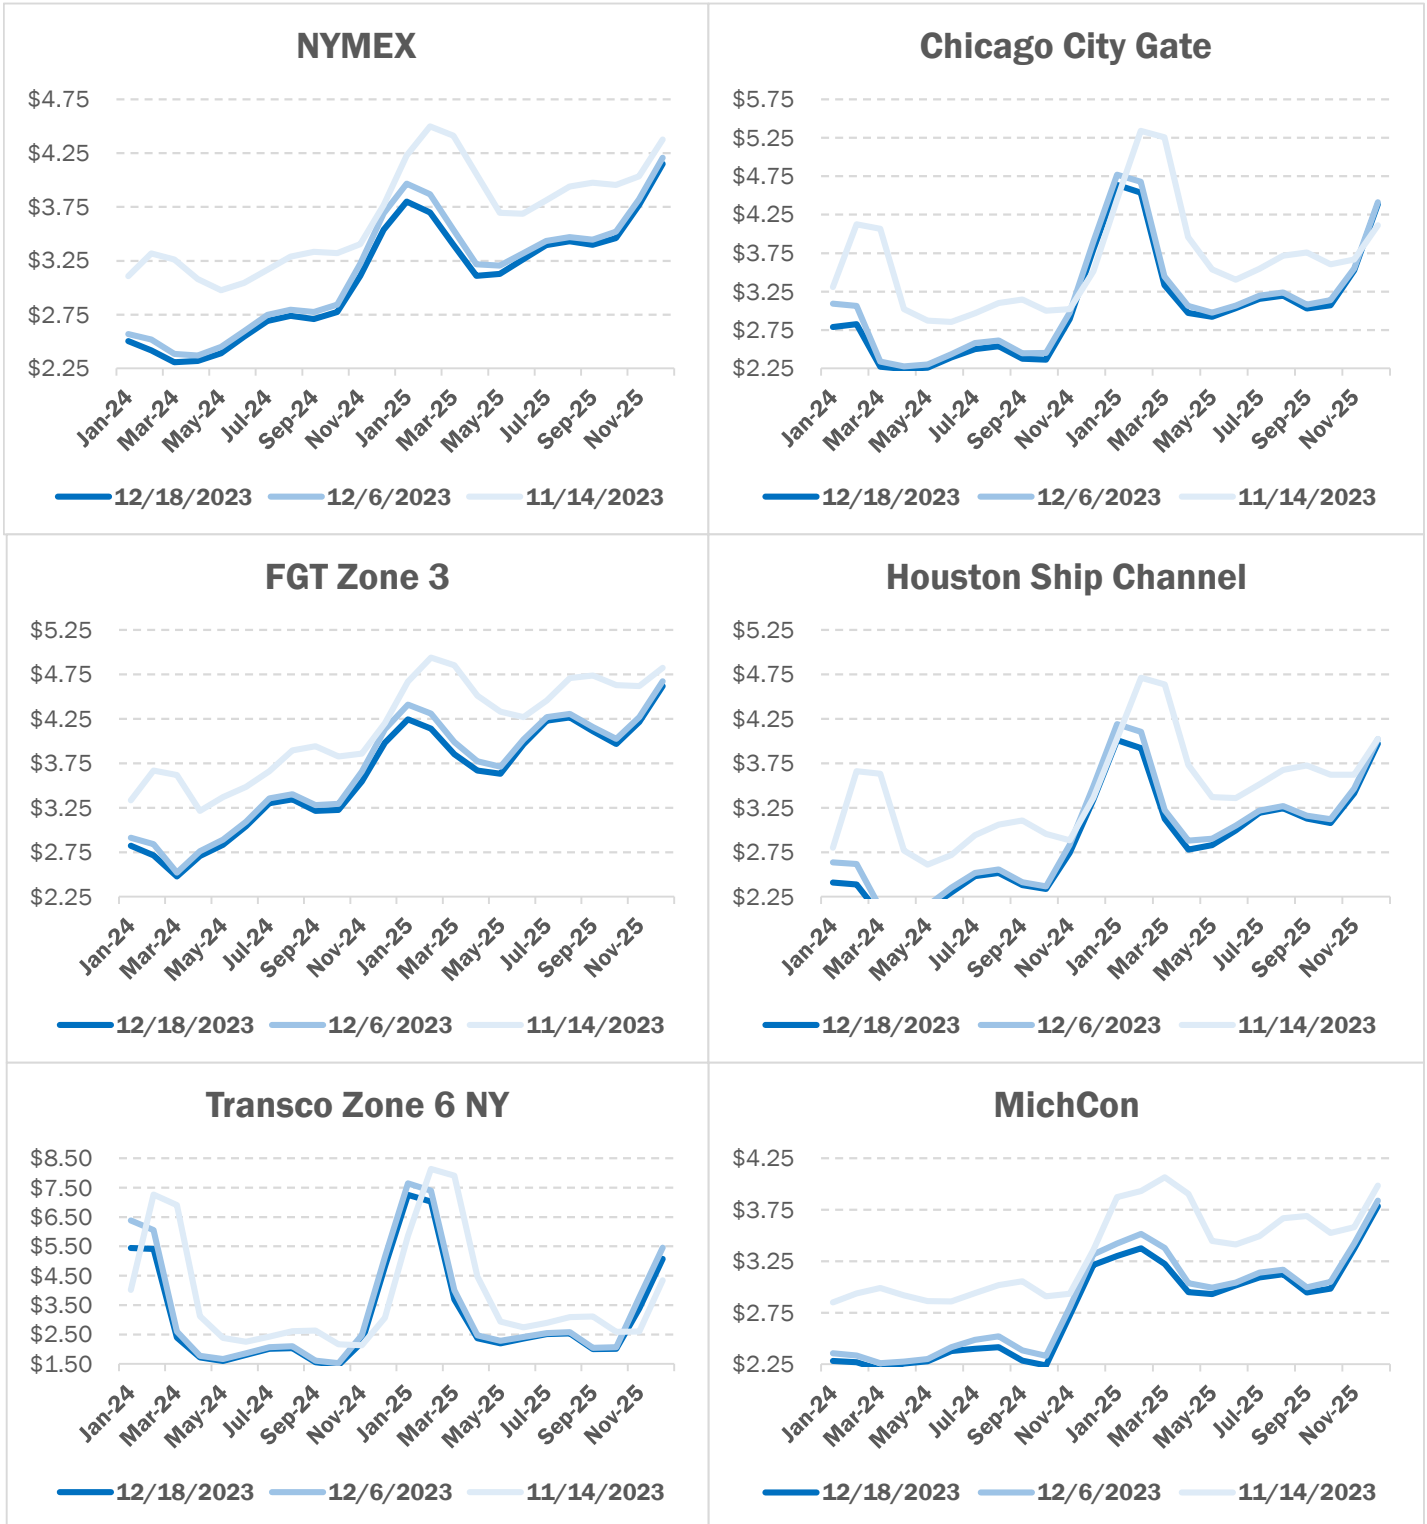 NYMEX
$4.75
$4.25
$3.75
$3.25
$2.75
$2.25
Jan-24 Mar-24 May-24 Jul-24 Sep-24 Nov-24 Jan-25 Mar-25 May-25 Jul-25 Sep-25 Nov-25
12/18/2023 12/6/2023 11/14/2023
Chicago City Gate
$5.75
$5.25
$4.75
$4.25
$3.75
$3.25
$2.75
$2.25
Jan-24 Mar-24 May-24 Jul-24 Sep-24 Nov-24 Jan-25 Mar-25 May-25 Jul-25 Sep-25 Nov-25
12/18/2023 12/6/2023 11/14/2023
FGT Zone 3
$5.25
$4.75
$4.25
$3.75
$3.25
$2.75
$2.25
Jan-24 Mar-24 May-24 Jul-24 Sep-24 Nov-24 Jan-25 Mar-25 May-25 Jul-25 Sep-25 Nov-25
12/18/2023 12/6/2023 11/14/2023
Houston Ship Channel
$5.25
$4.75
$4.25
$3.75
$3.25
$2.75
$2.25
Jan-24 Mar-24 May-24 Jul-24 Sep-24 Nov-24 Jan-25 Mar-25 May-25 Jul-25 Sep-25 Nov-25
12/18/2023 12/6/2023 11/14/2023
Transco Zone 6 NY
$8.50
$7.50
$6.50
$5.50
$4.50
$3.50
$2.50
$1.50
Jan-24 Mar-24 May-24 Jul-24 Sep-24 Nov-24 Jan-25 Mar-25 May-25 Jul-25 Sep-25 Nov-25
12/18/2023 12/6/2023 11/14/2023
MichCon
$4.25
$3.75
$3.25
$2.75
$2.25
Jan-24 Mar-24 May-24 Jul-24 Sep-24 Nov-24 Jan-25 Mar-25 May-25 Jul-25 Sep-25 Nov-25
12/18/2023 12/6/2023 11/14/2023